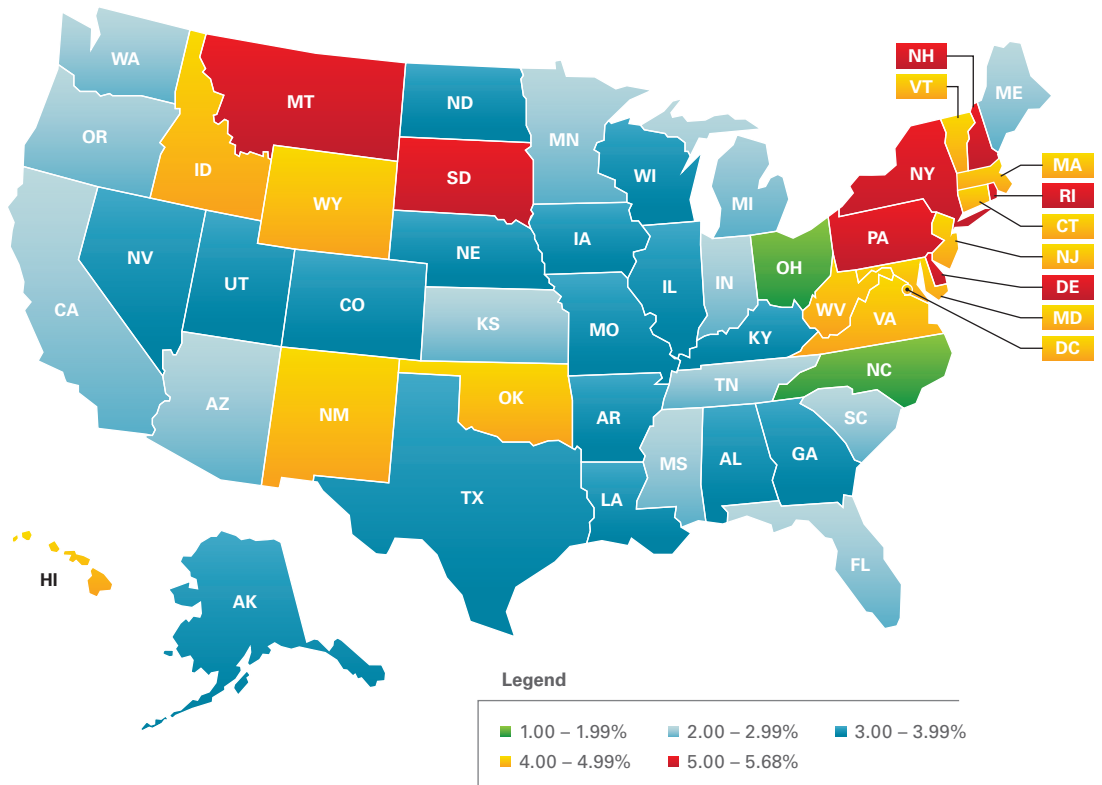 WA
MT
ND
MN
OR
ID
SD
WI
MI
NY
ME
NH
VT
MA
RI
CT
NJ
DE
MD
DC
WY
NE
IA
PA
NV
UT
CO
IL
IN
OH
WV
VA
CA
KS
MO
KY
NC
AZ
NM
OK
TN
AR
SC
MS
AL
GA
TX
LA
FL
HI
AK
Legend
1.00 – 1.99%
2.00 – 2.99%
3.00 – 3.99%
4.00 – 4.99%
5.00 – 5.68%